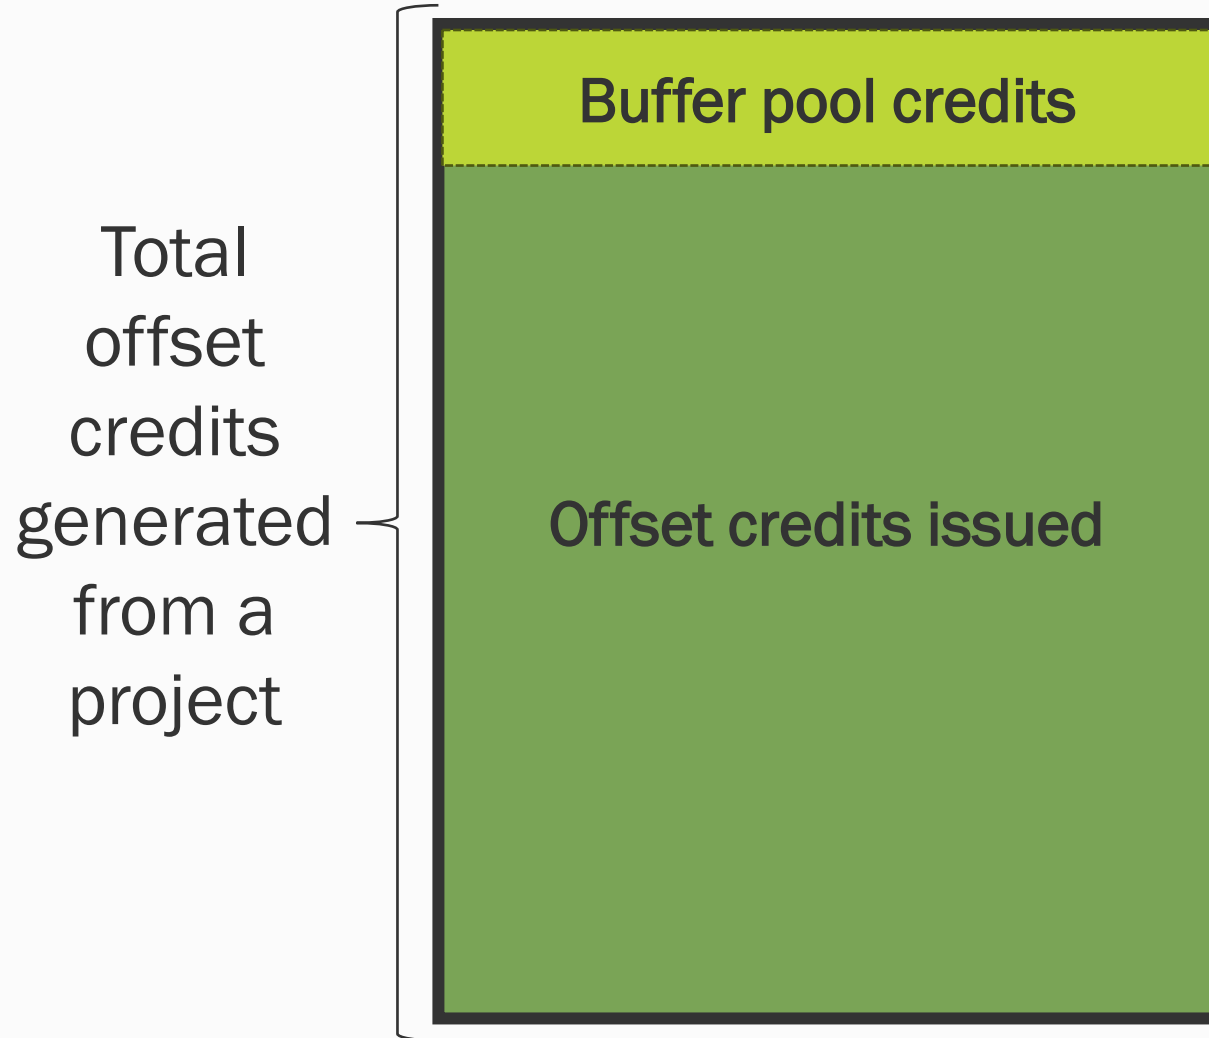 Buffer pool credits
Total
offset
credits
generated
from a
project
Offset credits issued